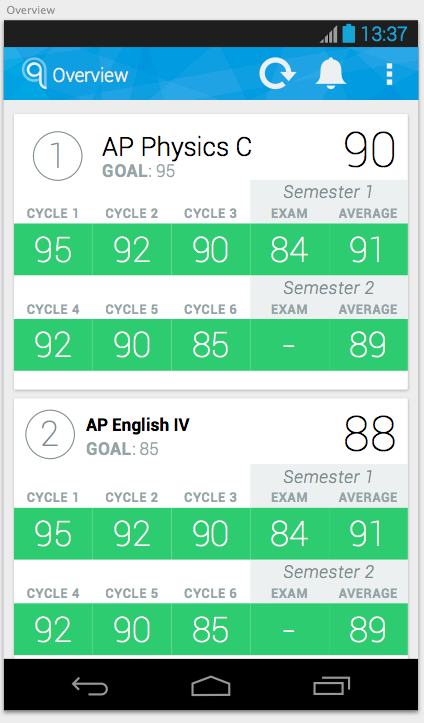 Overview
13:37
Overview
1
AP Physics C
90
GOAL: 95
Semester 1
CYCLE 1 CYCLE 2 CYCLE 3 EXAM AVERAGE
95 92 90 84 91
Semester 2
CYCLE 4 CYCLE 5 CYCLE 6 EXAM AVERAGE
92 90 85 - 89
2
AP English IV
88
GOAL: 85
Semester 1
CYCLE 1 CYCLE 2 CYCLE 3 EXAM AVERAGE
95 92 90 84 91
Semester 2
CYCLE 4 CYCLE 5 CYCLE 6 EXAM AVERAGE
92 90 85 - 89